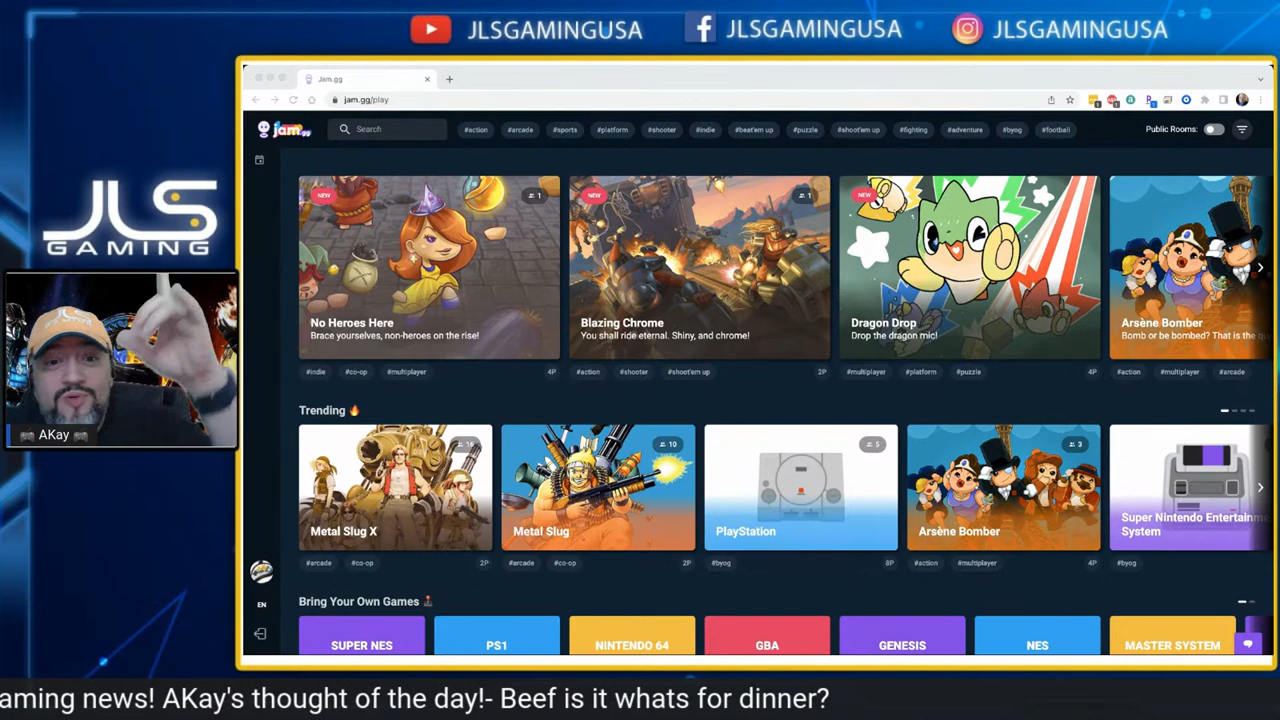 JLSGAMINGUSA
JLSGAMINGUSA
JLSGAMINGUSA
Jam.gg
jam.gg/play
jam.gg
Search
#action
#arcade
#sports
#platform
#shooter
#indie
#beat'em up
#puzzle
#shoot'em up
#fighting
#adventure
#byog
#football
Public Rooms:
JLS
GAMING
AKay
NEW
1
No Heroes Here
Brace yourselves, non-heroes on the rise!
#indie
#co-op
#multiplayer
4P
NEW
1
Blazing Chrome
You shall ride eternal. Shiny, and chrome!
#action
#shooter
#shoot'em up
2P
NEW
Dragon Drop
Drop the dragon mic!
#multiplayer
#platform
#puzzle
4P
Arsène Bomber
Bomb or be bombed? That is the qu
#action
#multiplayer
#arcade
Trending
16
Metal Slug X
#arcade
#co-op
2P
10
Metal Slug
#arcade
#co-op
2P
5
PlayStation
#byog
8P
3
Arsène Bomber
#action
#multiplayer
4P
Super Nintendo Entertainm
System
#byog
Bring Your Own Games
SUPER NES
PS1
NINTENDO 64
GBA
GENESIS
NES
MASTER SYSTEM
EN
aming news! AKay's thought of the day!- Beef is it whats for dinner?